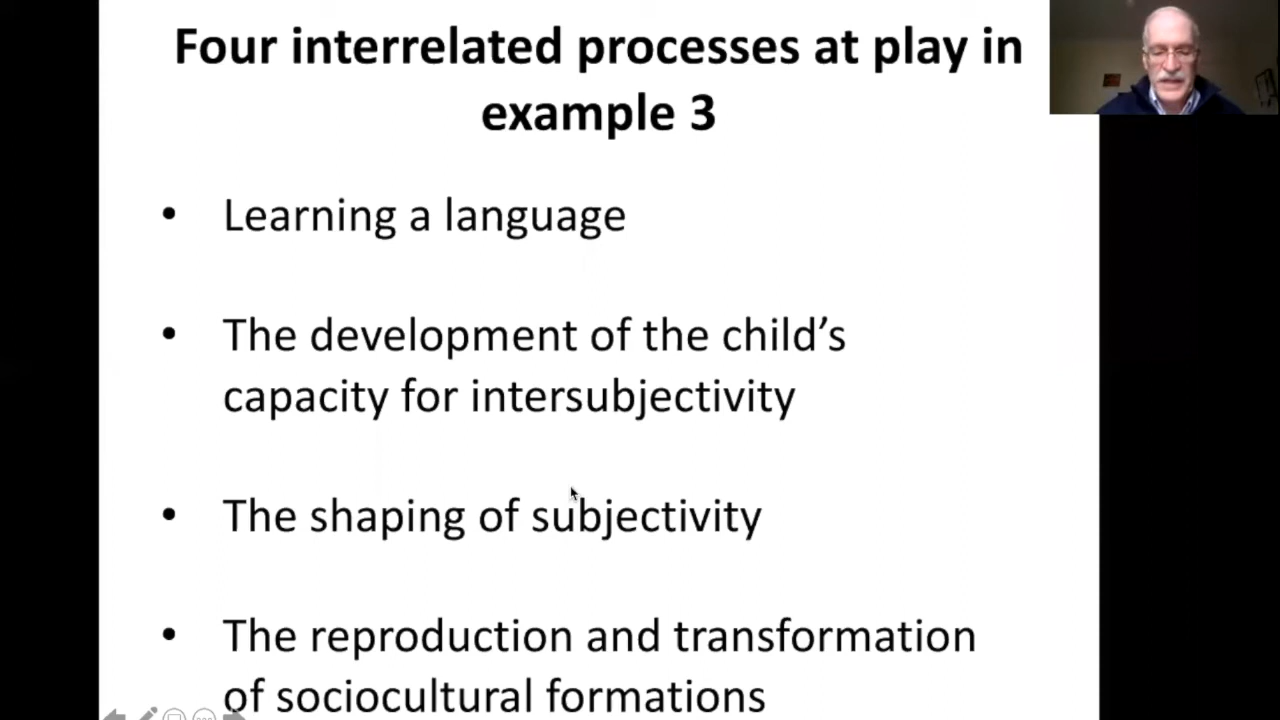 Four interrelated processes at play in
example 3
• Learning a language
• The development of the child’s
capacity for intersubjectivity
• The shaping of subjectivity
• The reproduction and transformation
of sociocultural formations